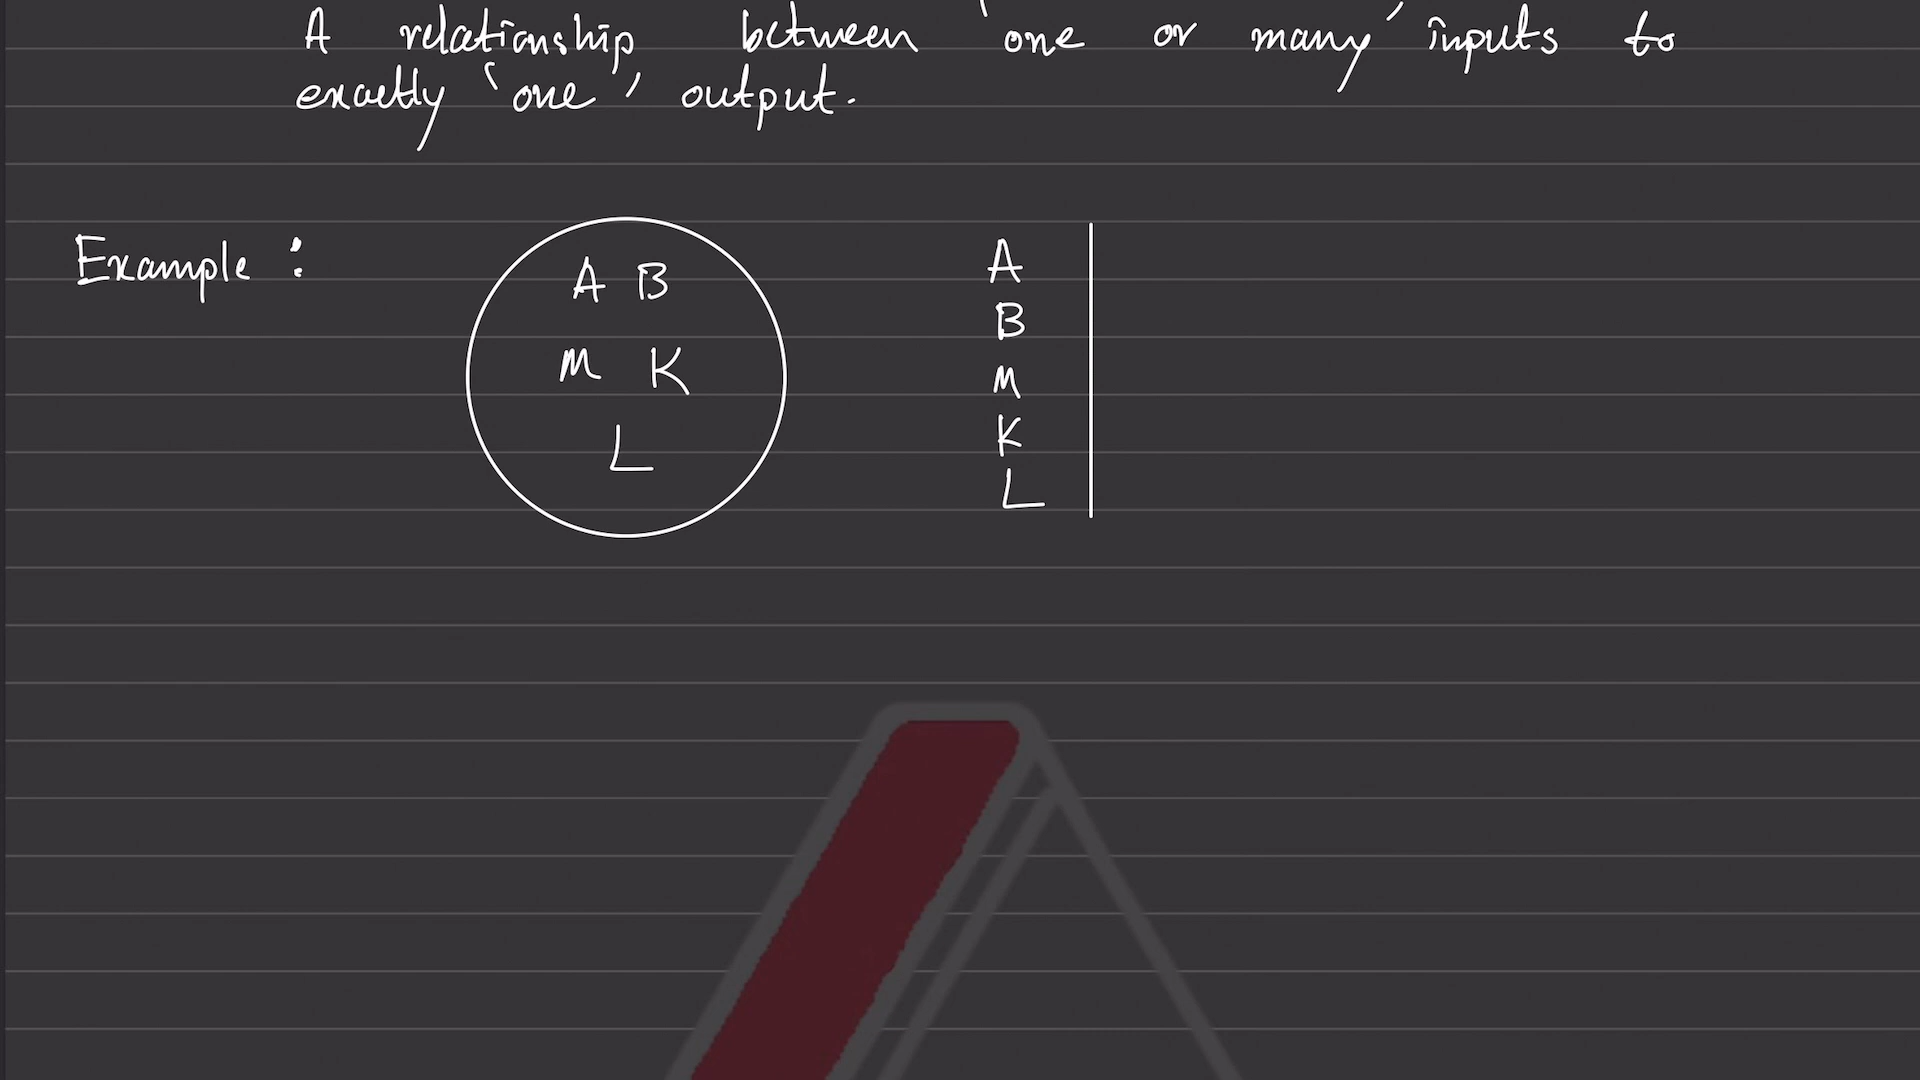 A relationship between 'one or many' inputs to
exactly 'one' output.
Example :
A B
M K
L
A
B
M
K
L